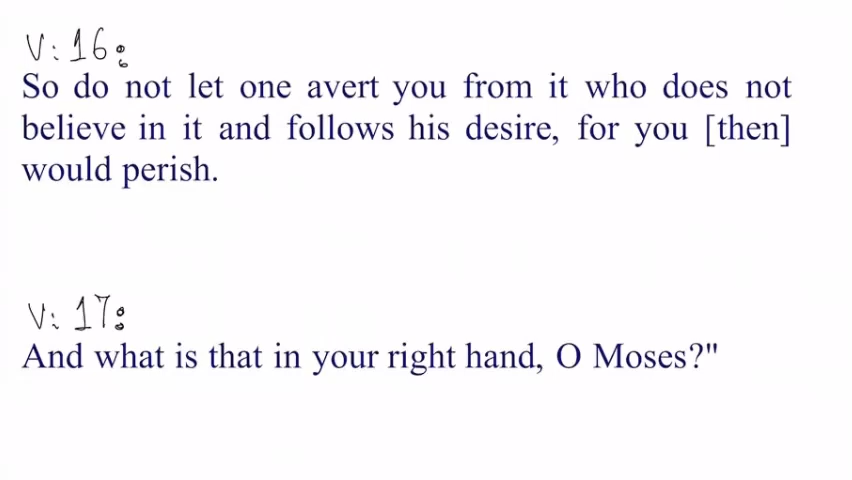 V: 16:
So do not let one avert you from it who does not
believe in it and follows his desire, for you [then]
would perish.
V: 17:
And what is that in your right hand, O Moses?"